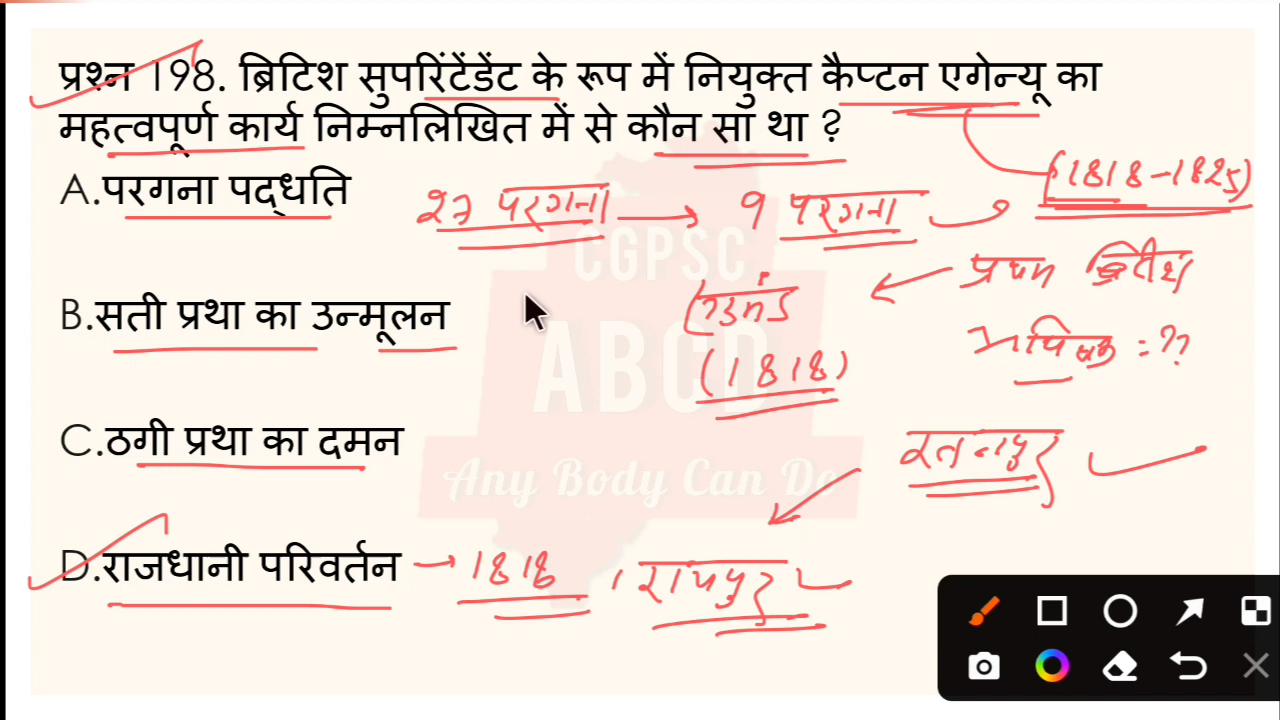 प्रश्न 198. ब्रिटिश सुपरिंटेंडेंट के रूप में नियुक्त कैप्टन एगेन्यू का
महत्वपूर्ण कार्य निम्नलिखित में से कौन सा था ?
(1818-1825)
A.परगना पद्धति
27 परगना → 9 परगना
CGPSC
प्रथम द्वितीय
B.सती प्रथा का उन्मूलन
(1818)
= ??
ABCD
C.ठगी प्रथा का दमन
रतनपुर
Any Body Can Do
D.राजधानी परिवर्तन → 1818, रायपुर